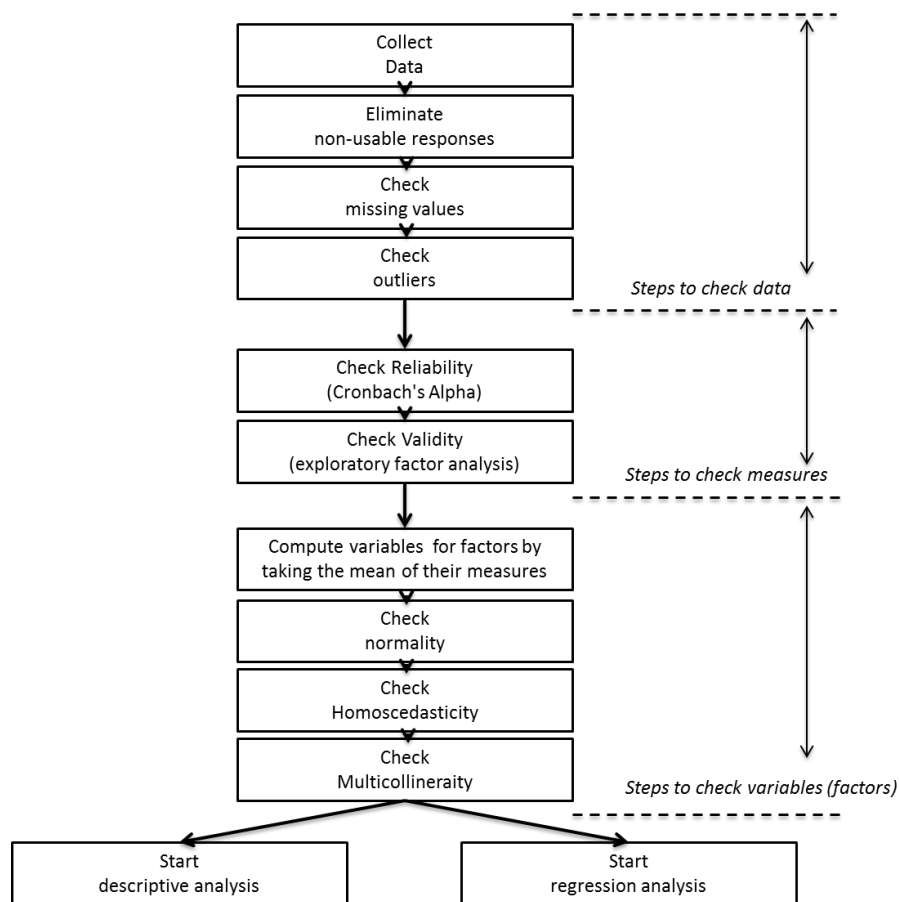 Collect
Data
Eliminate
non-usable responses
Check
missing values
Check
outliers
Steps to check data
Check Reliability
(Cronbach's Alpha)
Check Validity
(exploratory factor analysis)
Steps to check measures
Compute variables for factors by
taking the mean of their measures
Check
normality
Check
Homoscedasticity
Check
Multicollineraity
Steps to check variables (factors)
Start
descriptive analysis
Start
regression analysis